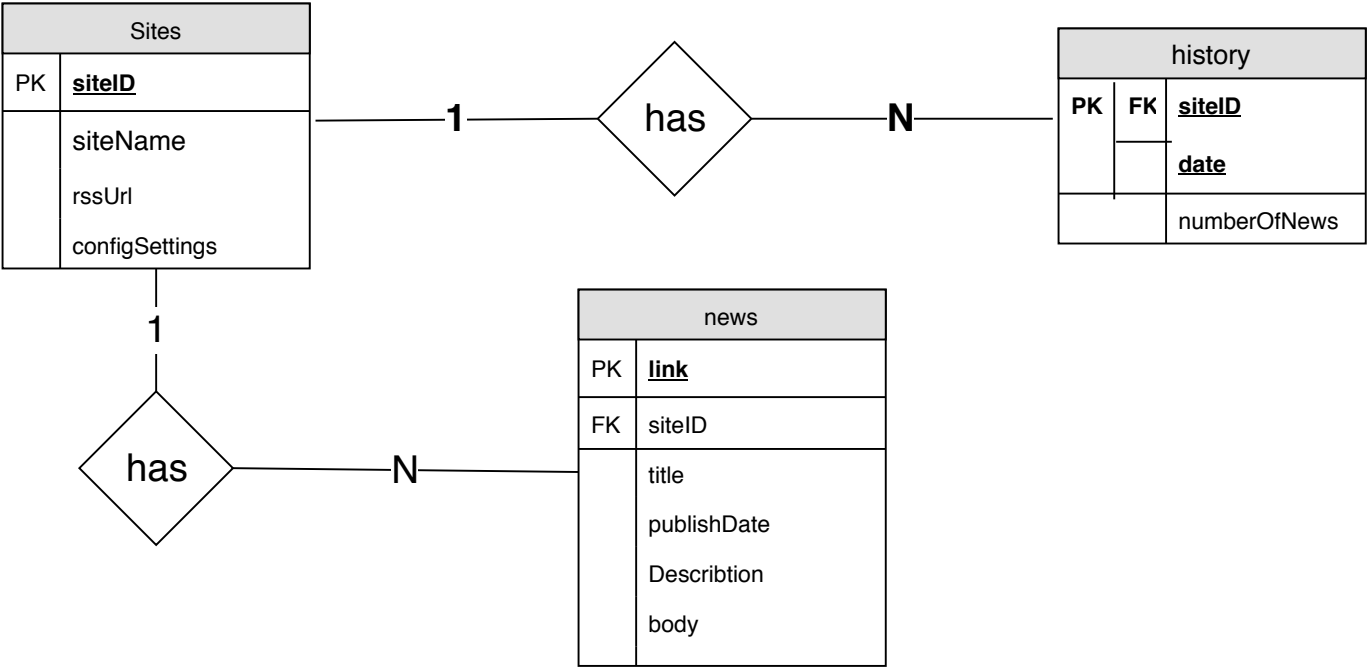 Sites
PK siteID
siteName
rssUrl
configSettings
1
has
N
history
PK FK siteID
date
numberOfNews
1
has
N
news
PK link
FK siteID
title
publishDate
Describtion
body